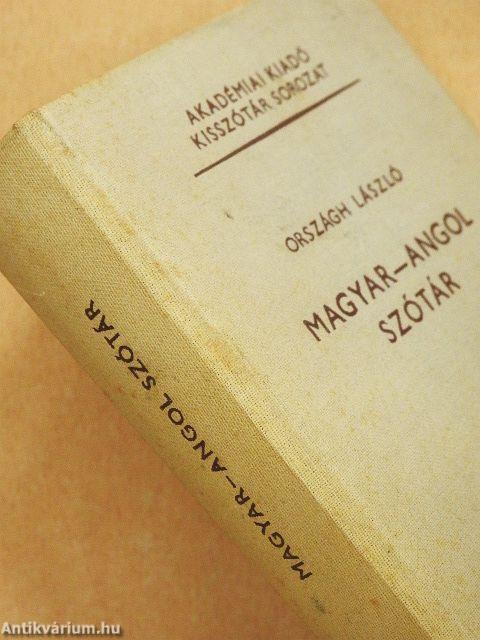 AKADÉMIAI KIADÓ
KISSZÓTÁR SOROZAT
ORSZÁGH LÁSZLÓ
MAGYAR–ANGOL
SZÓTÁR
MAGYAR–ANGOL SZÓTÁR
Antikvárium.hu